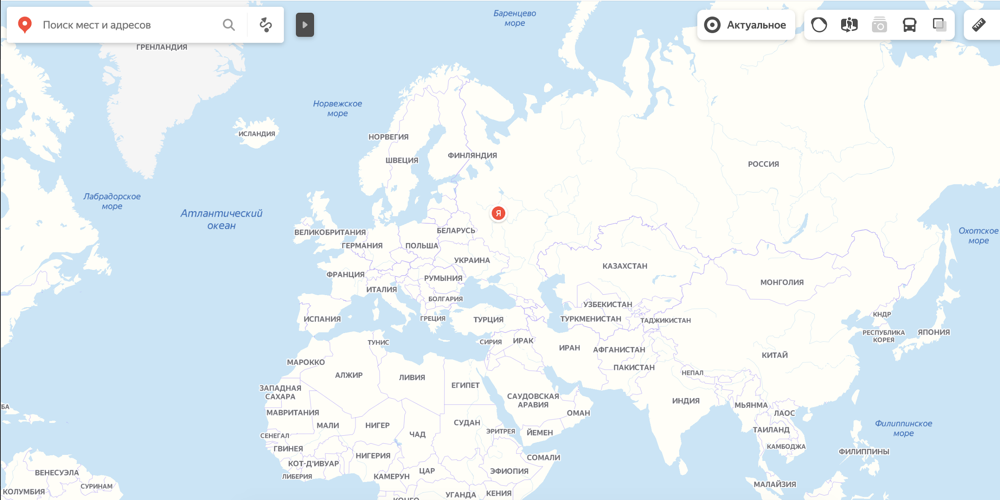 Поиск мест и адресов
Актуальное
Баренцево
море
ГРЕНЛАНДИЯ
Норвежское
море
ИСЛАНДИЯ
НОРВЕГИЯ
ФИНЛЯНДИЯ
ШВЕЦИЯ
РОССИЯ
Лабрадорское
море
Атлантический
океан
Я
Охотское
море
БЕЛАРУСЬ
ВЕЛИКОБРИТАНИЯ
ГЕРМАНИЯ
ПОЛЬША
УКРАИНА
КАЗАХСТАН
ФРАНЦИЯ
РУМЫНИЯ
МОНГОЛИЯ
ИТАЛИЯ
БОЛГАРИЯ
УЗБЕКИСТАН
КНДР
ИСПАНИЯ
ГРЕЦИЯ
ТУРЦИЯ
ТУРКМЕНИСТАН
ТАДЖИКИСТАН
РЕСПУБЛИКА
КОРЕЯ
ЯПОНИЯ
ТУНИС
СИРИЯ
ИРАК
ИРАН
АФГАНИСТАН
КИТАЙ
МАРОККО
ПАКИСТАН
НЕПАЛ
АЛЖИР
ЛИВИЯ
ЕГИПЕТ
ЗАПАДНАЯ
САХАРА
САУДОВСКАЯ
АРАВИЯ
ИНДИЯ
МЬЯНМА
БА
МАВРИТАНИЯ
ОМАН
ЛАОС
МАЛИ
НИГЕР
СУДАН
Филиппинское
море
ЭРИТРЕЯ
ЙЕМЕН
ТАИЛАНД
СЕНЕГАЛ
ЧАД
ГВИНЕЯ
КАМБОДЖА
НИГЕРИЯ
СОМАЛИ
ФИЛИППИНЫ
КОТ-Д'ИВУАР
ВЕНЕСУЭЛА
ЛИБЕРИЯ
КАМЕРУН
ЦАР
ЭФИОПИЯ
СУРИНАМ
МАЛАЙЗИЯ
КОЛУМБИЯ
УГАНДА
КЕНИЯ
КОНГО